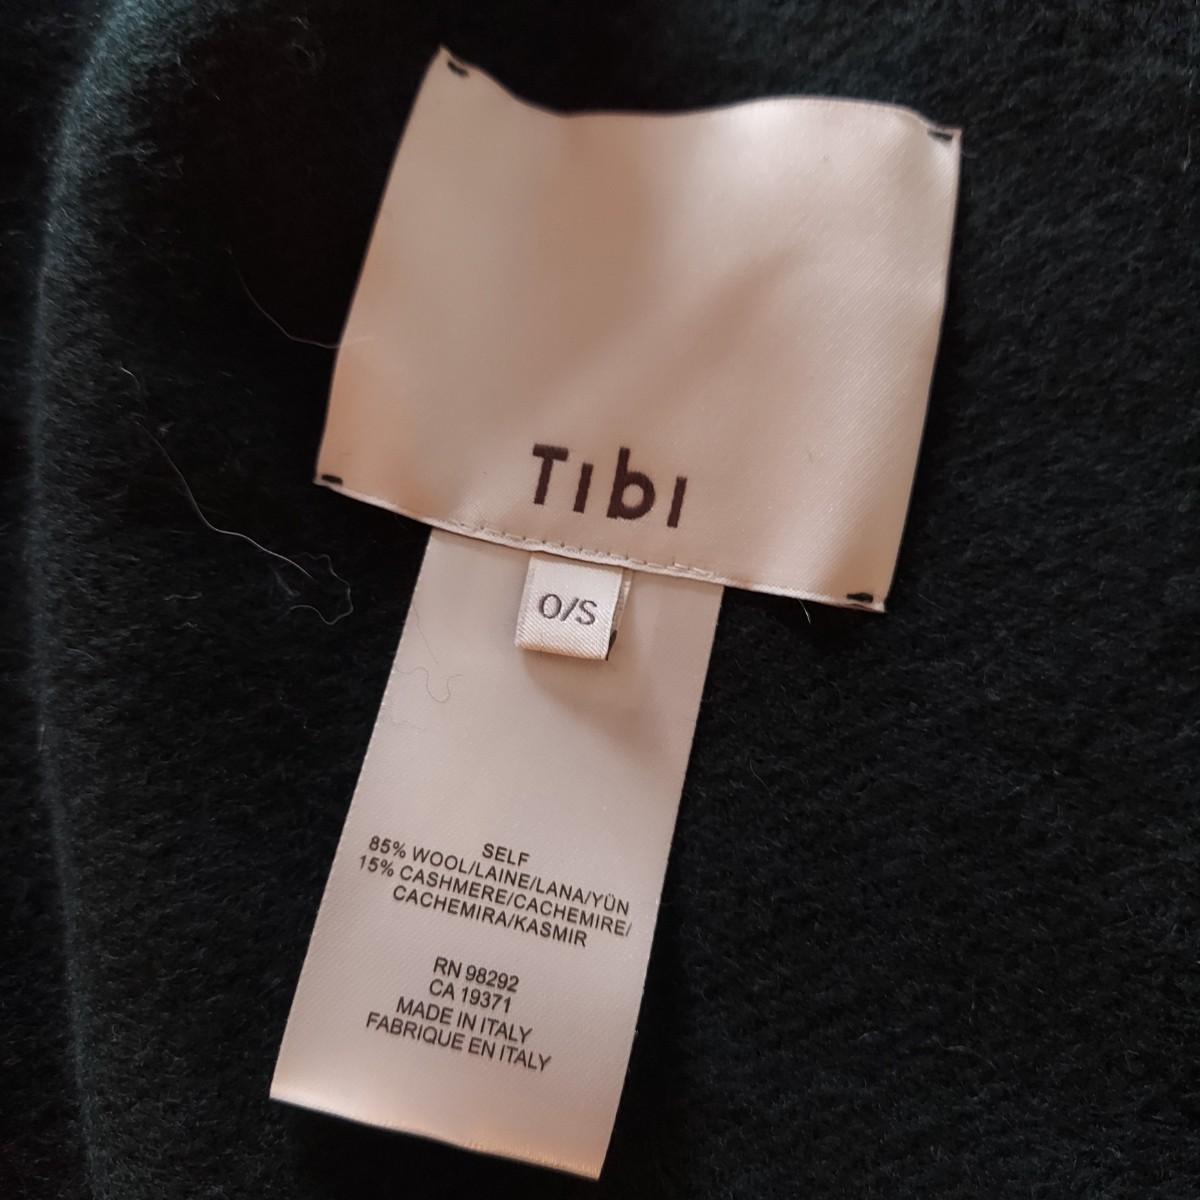 TIbI
O/S
SELF
85% WOOL/LAINE/LANA/YÜN
15% CASHMERE/CACHEMIRE/
CACHEMIRA/KASMIR
RN 98292
CA 19371
MADE IN ITALY
FABRIQUE EN ITALY